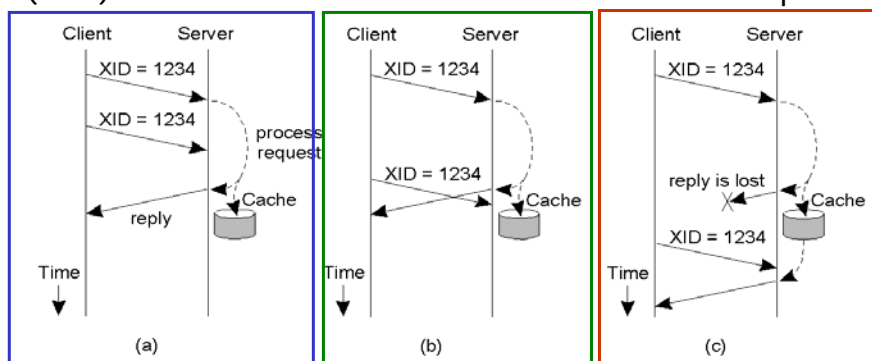 Client Server
XID = 1234
XID = 1234
process
request
Cache
reply
Time
(a)
Client Server
XID = 1234
XID = 1234
Cache
(b)
Client Server
XID = 1234
reply is lost
Cache
XID = 1234
Time
(c)